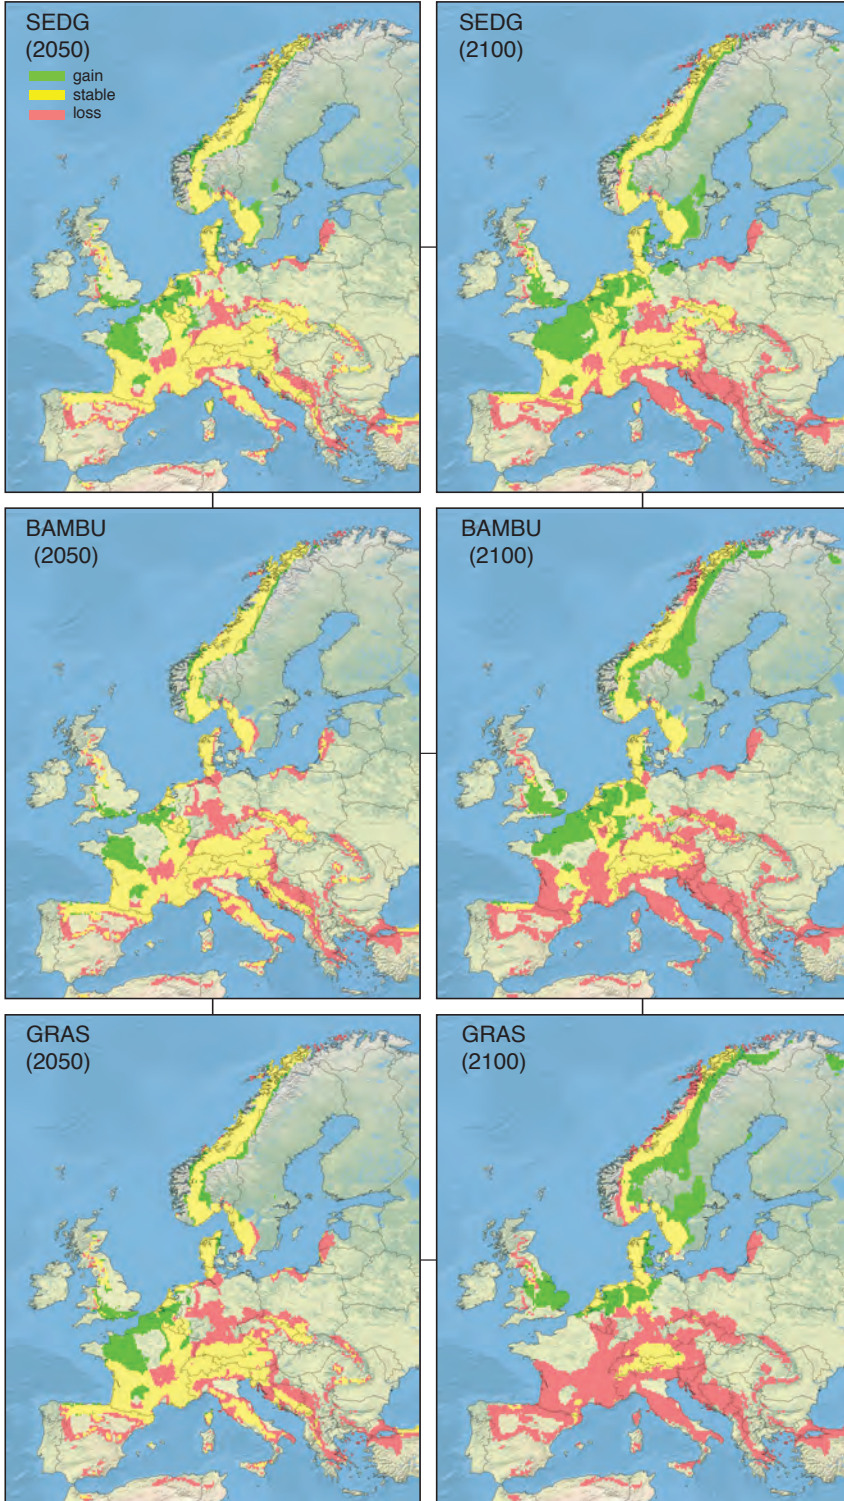 SEDG
(2050)
gain
stable
loss
SEDG
(2100)
BAMBU
(2050)
BAMBU
(2100)
GRAS
(2050)
GRAS
(2100)